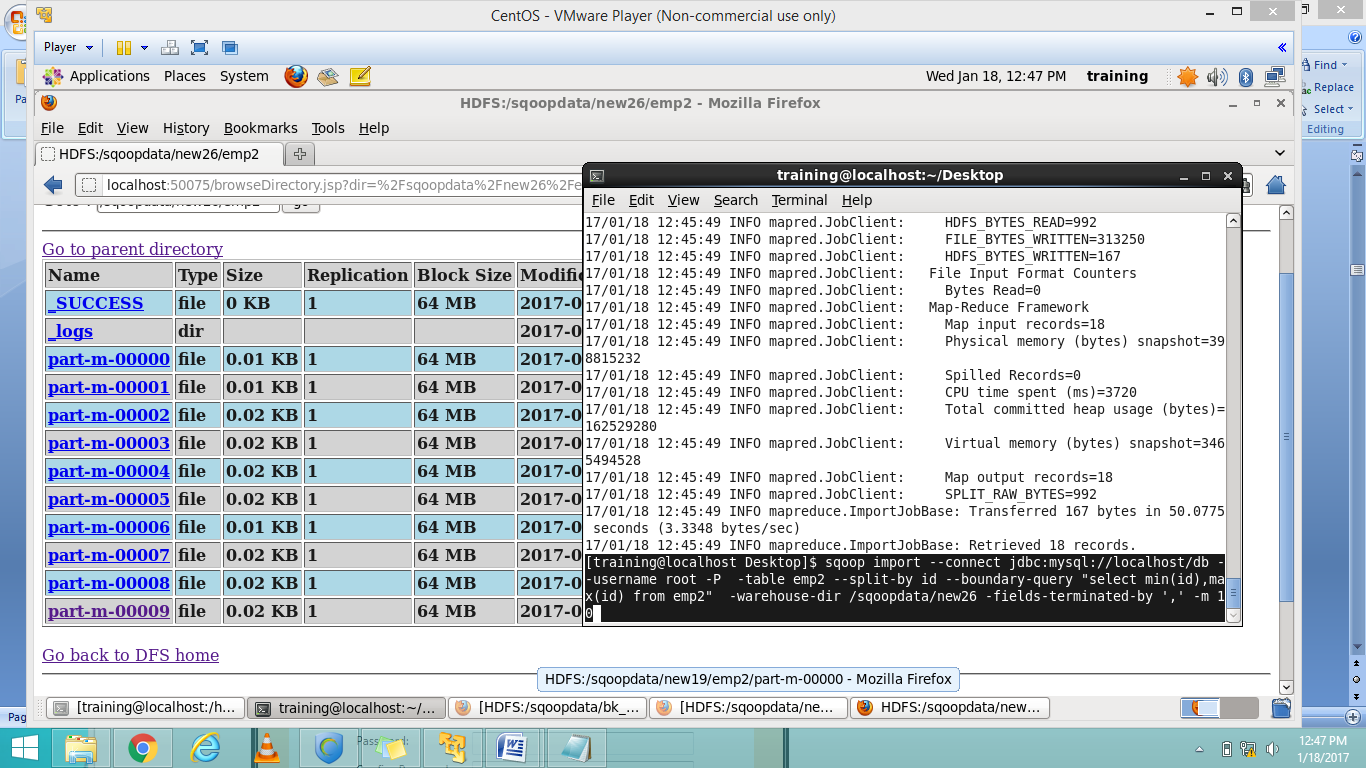 CentOS - VMware Player (Non-commercial use only)
Player
Applications Places System
Wed Jan 18, 12:47 PM training
HDFS:/sqoopdata/new26/emp2 - Mozilla Firefox
File Edit View History Bookmarks Tools Help
HDFS:/sqoopdata/new26/emp2
localhost:50075/browseDirectory.jsp?dir=%2Fsqoopdata%2Fnew26%2Fe
Go to parent directory
Name Type Size Replication Block Size Modific
_SUCCESS file 0 KB 1 64 MB 2017-0
_logs dir 2017-0
part-m-00000 file 0.01 KB 1 64 MB 2017-0
part-m-00001 file 0.01 KB 1 64 MB 2017-0
part-m-00002 file 0.02 KB 1 64 MB 2017-0
part-m-00003 file 0.02 KB 1 64 MB 2017-0
part-m-00004 file 0.02 KB 1 64 MB 2017-0
part-m-00005 file 0.02 KB 1 64 MB 2017-0
part-m-00006 file 0.01 KB 1 64 MB 2017-0
part-m-00007 file 0.02 KB 1 64 MB 2017-0
part-m-00008 file 0.02 KB 1 64 MB 2017-0
part-m-00009 file 0.02 KB 1 64 MB 2017-0
Go back to DFS home
training@localhost:~/Desktop
File Edit View Search Terminal Help
17/01/18 12:45:49 INFO mapred.JobClient:     HDFS_BYTES_READ=992
17/01/18 12:45:49 INFO mapred.JobClient:     FILE_BYTES_WRITTEN=313250
17/01/18 12:45:49 INFO mapred.JobClient:     HDFS_BYTES_WRITTEN=167
17/01/18 12:45:49 INFO mapred.JobClient:   File Input Format Counters
17/01/18 12:45:49 INFO mapred.JobClient:     Bytes Read=0
17/01/18 12:45:49 INFO mapred.JobClient:   Map-Reduce Framework
17/01/18 12:45:49 INFO mapred.JobClient:     Map input records=18
17/01/18 12:45:49 INFO mapred.JobClient:     Physical memory (bytes) snapshot=39
8815232
17/01/18 12:45:49 INFO mapred.JobClient:     Spilled Records=0
17/01/18 12:45:49 INFO mapred.JobClient:     CPU time spent (ms)=3720
17/01/18 12:45:49 INFO mapred.JobClient:     Total committed heap usage (bytes)=
162529280
17/01/18 12:45:49 INFO mapred.JobClient:     Virtual memory (bytes) snapshot=346
5494528
17/01/18 12:45:49 INFO mapred.JobClient:     Map output records=18
17/01/18 12:45:49 INFO mapred.JobClient:     SPLIT_RAW_BYTES=992
17/01/18 12:45:49 INFO mapreduce.ImportJobBase: Transferred 167 bytes in 50.0775
seconds (3.3348 bytes/sec)
17/01/18 12:45:49 INFO mapreduce.ImportJobBase: Retrieved 18 records.
[training@localhost Desktop]$ sqoop import --connect jdbc:mysql://localhost/db -
-username root -P  -table emp2 --split-by id --boundary-query "select min(id),ma
x(id) from emp2"  -warehouse-dir /sqoopdata/new26 -fields-terminated-by ',' -m 1
0
HDFS:/sqoopdata/new19/emp2/part-m-00000 - Mozilla Firefox
[training@localhost:/h...
training@localhost:~/...
[HDFS:/sqoopdata/bk_...
[HDFS:/sqoopdata/ne...
HDFS:/sqoopdata/new...
Find
Replace
Select
Editing
Pa
Pag
Password:
12:47 PM
1/18/2017